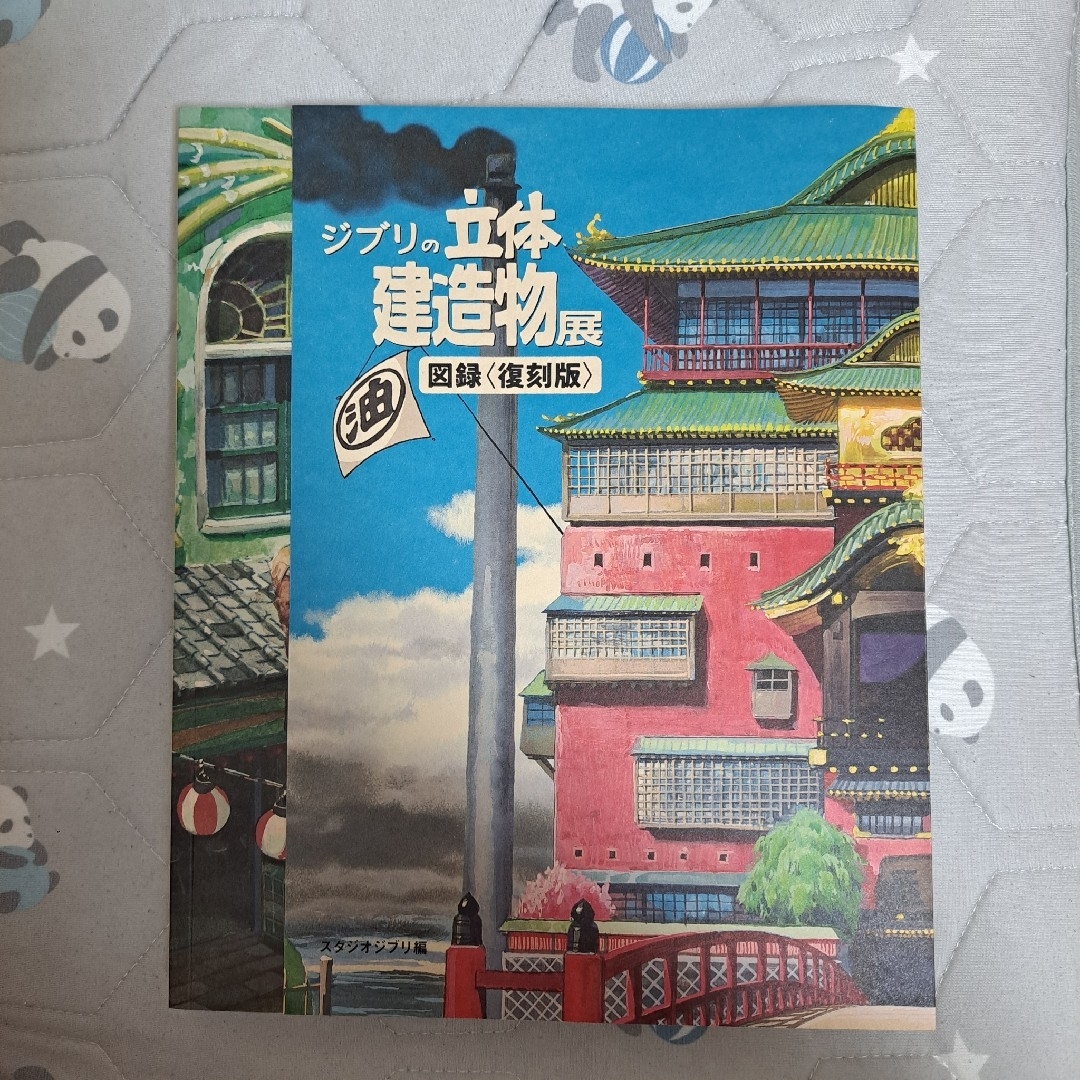 ジブリの立体
建造物展
図録〈復刻版〉
油
スタジオジブリ編